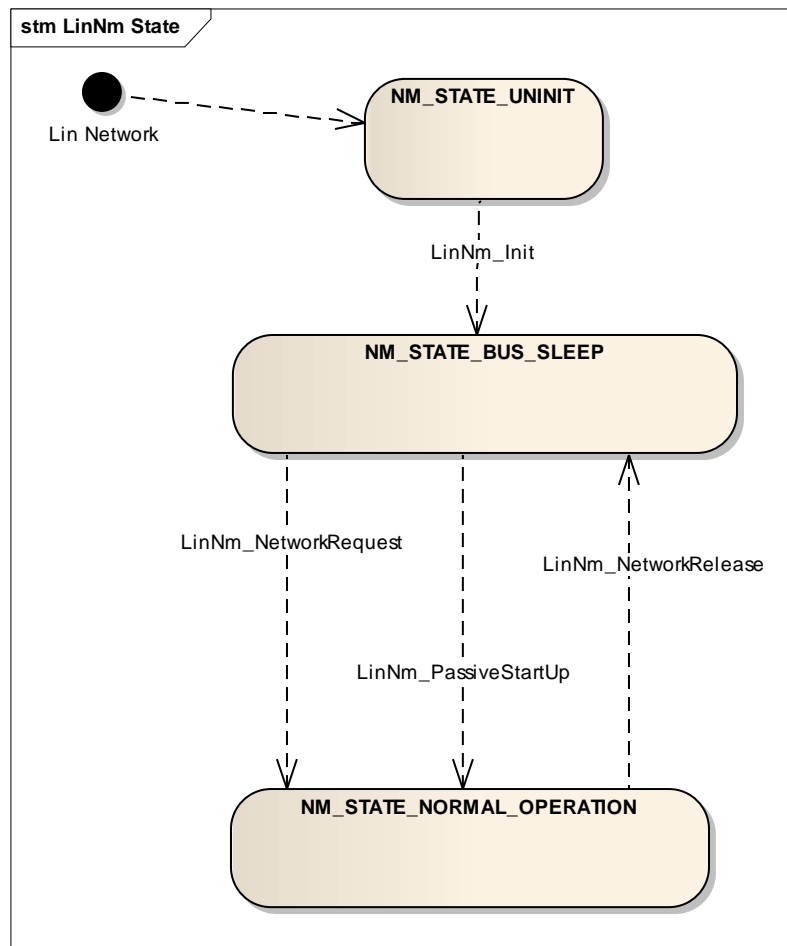 stm LinNm State
Lin Network
NM_STATE_UNINIT
LinNm_Init
NM_STATE_BUS_SLEEP
LinNm_NetworkRequest
LinNm_NetworkRelease
LinNm_PassiveStartUp
NM_STATE_NORMAL_OPERATION